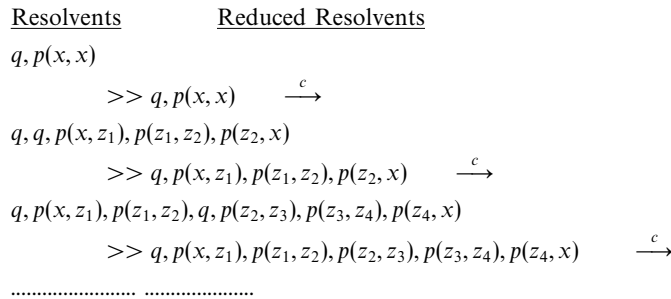 Resolvents Reduced Resolvents
q, p(x, x)
>> q, p(x, x) c⟶
q, q, p(x, z₁), p(z₁, z₂), p(z₂, x)
>> q, p(x, z₁), p(z₁, z₂), p(z₂, x) c⟶
q, p(x, z₁), p(z₁, z₂), q, p(z₂, z₃), p(z₃, z₄), p(z₄, x)
>> q, p(x, z₁), p(z₁, z₂), p(z₂, z₃), p(z₃, z₄), p(z₄, x) c⟶
........................ .....................